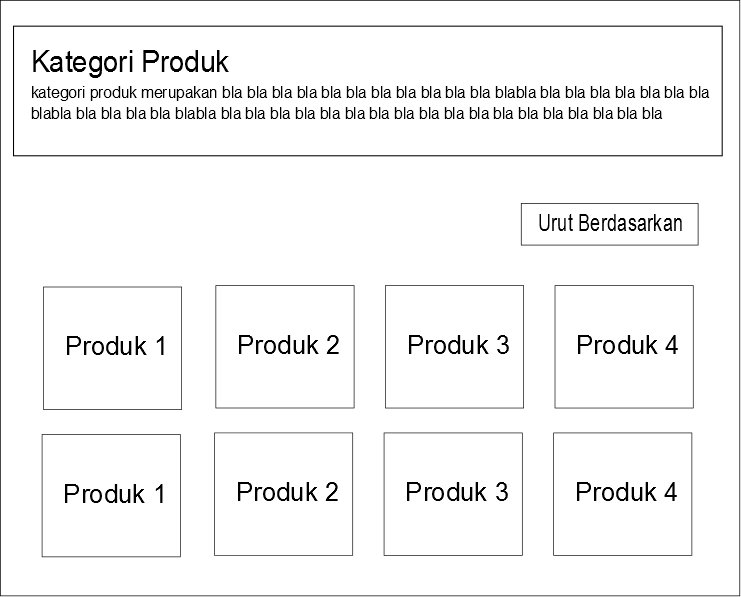 Kategori Produk
kategori produk merupakan bla bla bla bla bla bla bla bla bla bla bla blabla bla bla bla bla bla bla bla
blabla bla bla bla bla blabla bla bla bla bla bla bla bla bla bla bla bla bla bla bla bla bla bla bla
Urut Berdasarkan
Produk 1 Produk 2 Produk 3 Produk 4
Produk 1 Produk 2 Produk 3 Produk 4